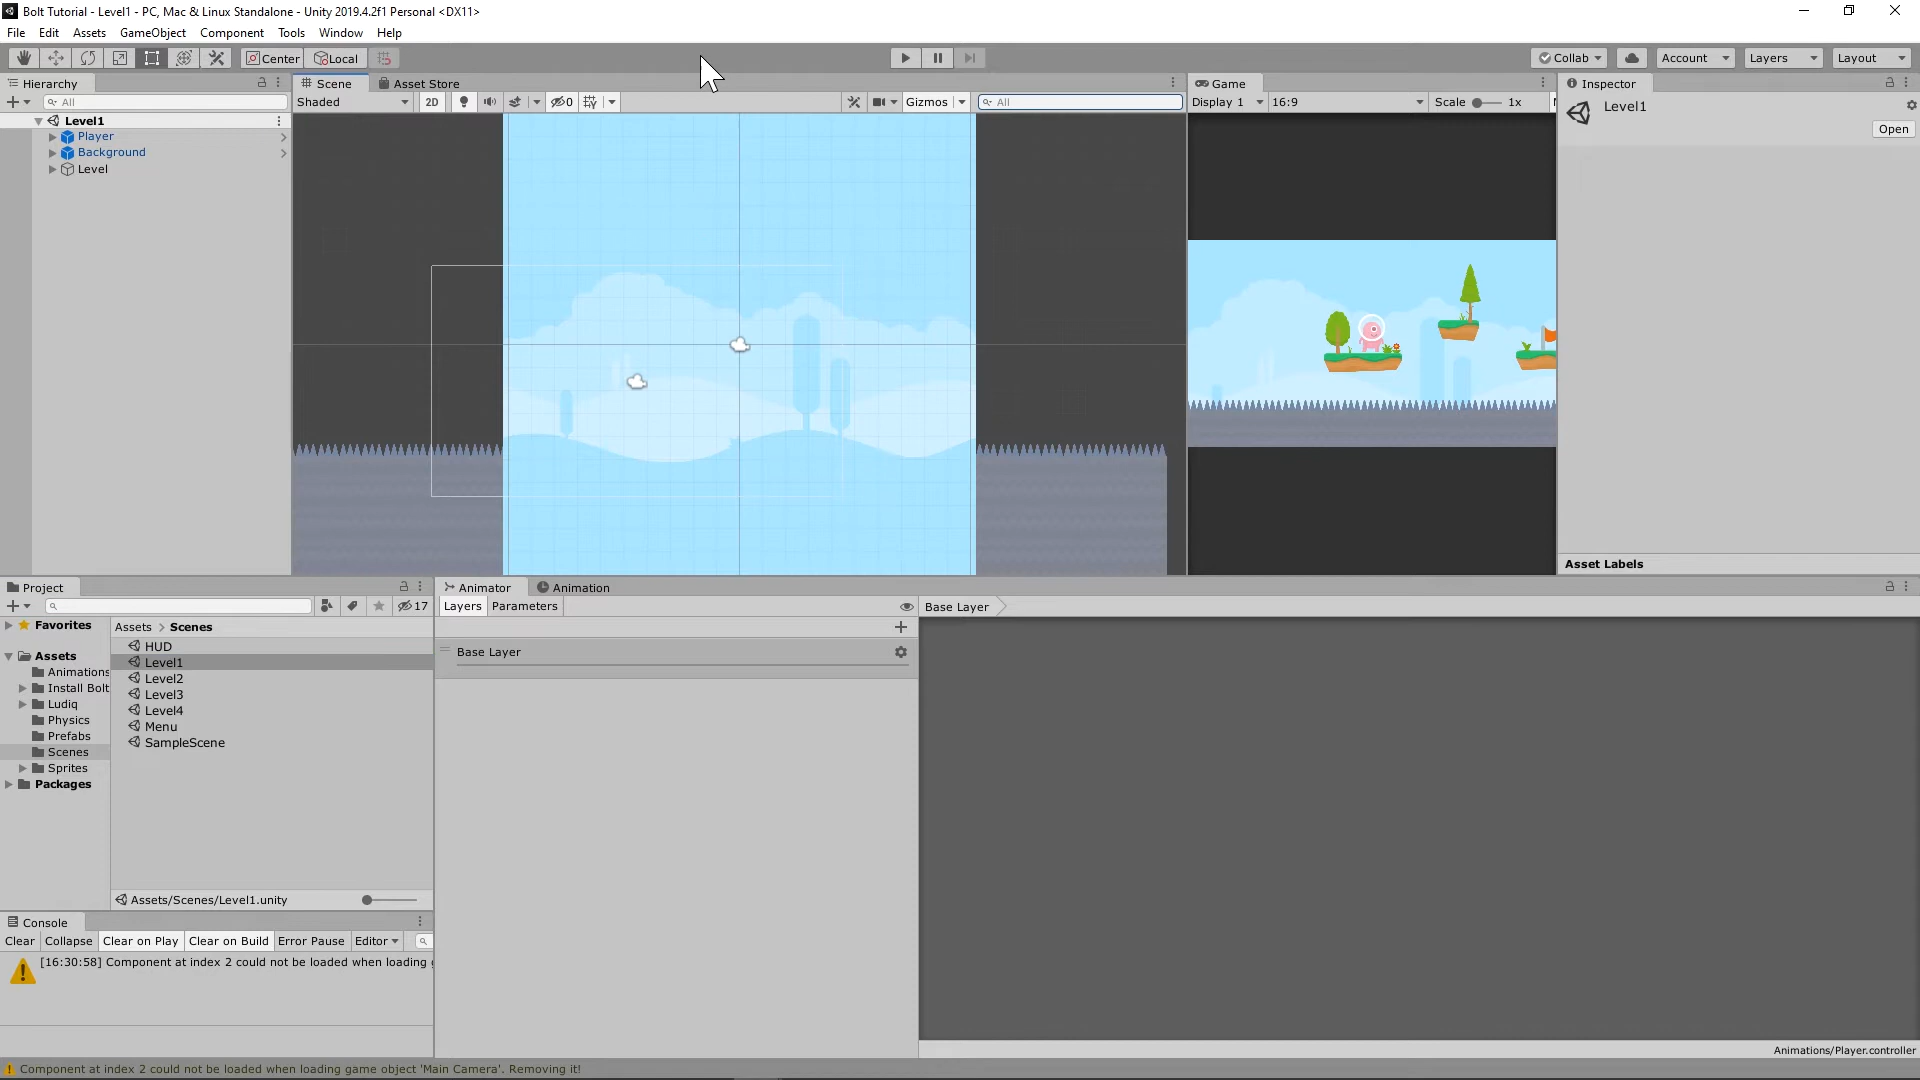 Bolt Tutorial - Level1 - PC, Mac & Linux Standalone - Unity 2019.4.2f1 Personal <DX11>
File Edit Assets GameObject Component Tools Window Help
Center Local Collab Account Layers Layout
Hierarchy
All
Level1
Player
Background
Level
Scene Asset Store
Shaded 2D 0 Gizmos All
Game
Display 1 16:9 Scale 1x
Inspector
Level1
Open
Asset Labels
Project
17
Favorites
Assets
Animations
Install Bolt
Ludiq
Physics
Prefabs
Scenes
Sprites
Packages
Assets > Scenes
HUD
Level1
Level2
Level3
Level4
Menu
SampleScene
Assets/Scenes/Level1.unity
Console
Clear Collapse Clear on Play Clear on Build Error Pause Editor
[16:30:58] Component at index 2 could not be loaded when loading
Animator Animation
Layers Parameters
Base Layer
Base Layer
Animations/Player.controller
Component at index 2 could not be loaded when loading game object 'Main Camera'. Removing it!